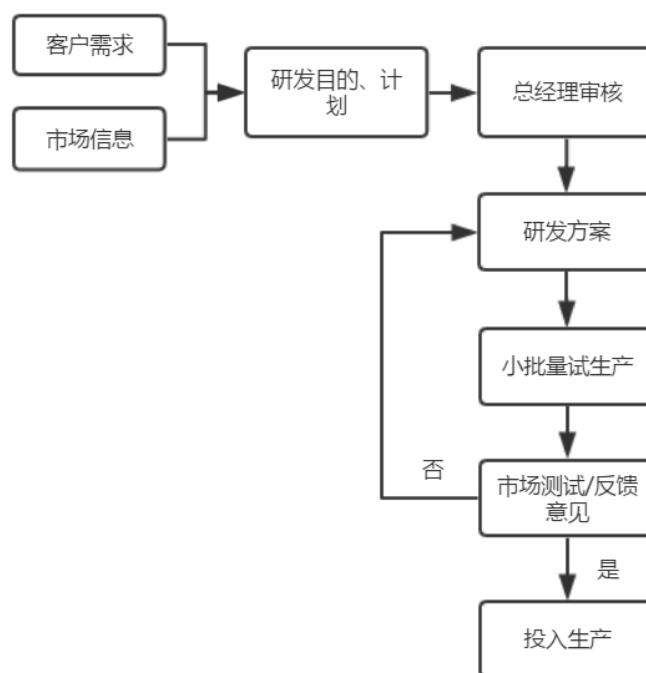 客户需求
市场信息
研发目的、计
划
总经理审核
研发方案
小批量试生产
否
市场测试/反馈
意见
是
投入生产